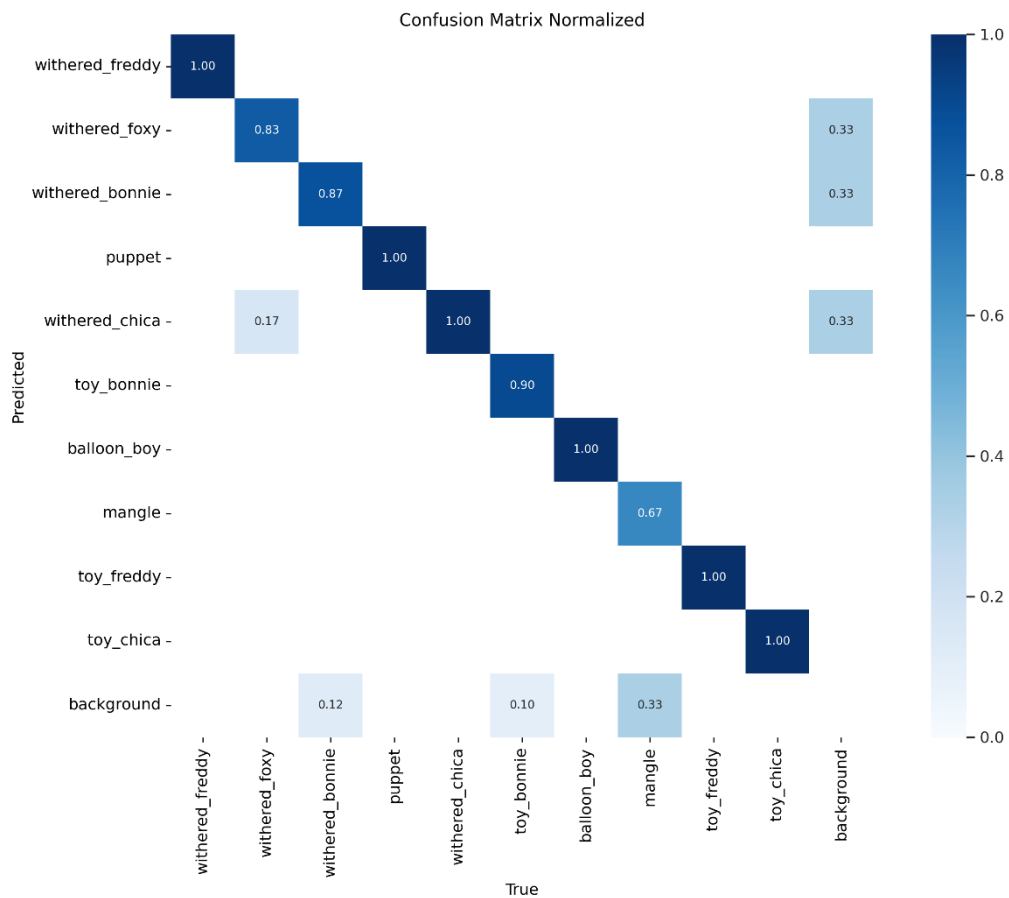 Confusion Matrix Normalized
withered_freddy
1.00
1.0
withered_foxy
0.83
0.33
withered_bonnie
0.87
0.33
0.8
puppet
1.00
withered_chica
0.17
1.00
0.33
0.6
Predicted
toy_bonnie
0.90
balloon_boy
1.00
0.4
mangle
0.67
toy_freddy
1.00
0.2
toy_chica
1.00
background
0.12
0.10
0.33
0.0
withered_freddy
withered_foxy
withered_bonnie
puppet
withered_chica
toy_bonnie
balloon_boy
mangle
toy_freddy
toy_chica
background
True